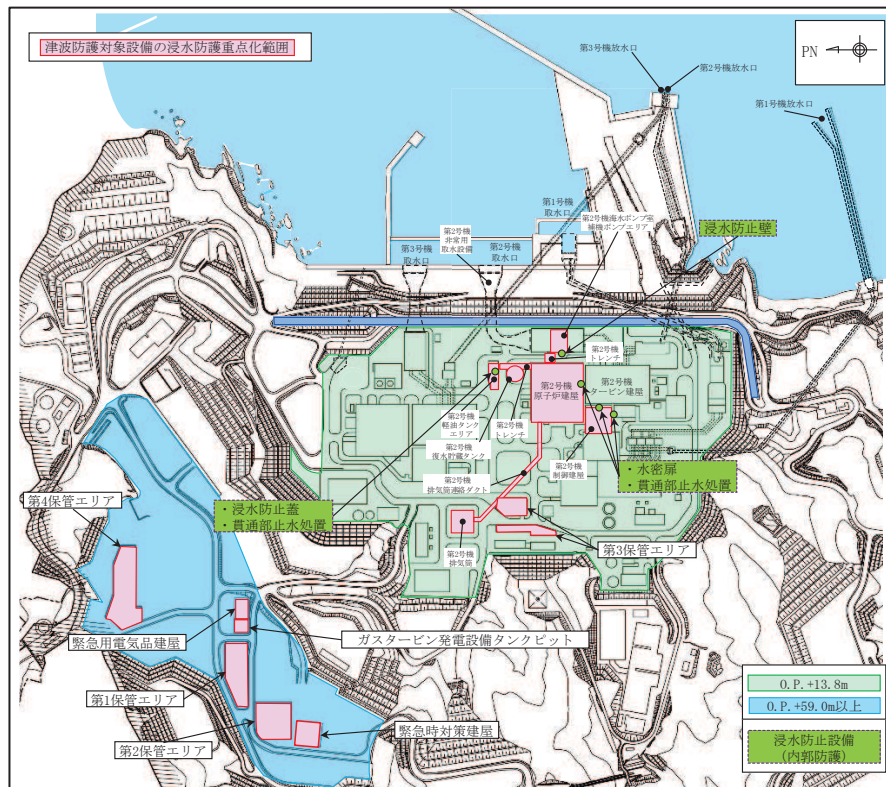 津波防護対象設備の浸水防護重点化範囲
PN
第3号機放水口
第2号機放水口
第1号機放水口
第1号機
取水口
第2号機海水ポンプ室
補機ポンプエリア
浸水防止壁
第2号機
非常用
取水設備
第3号機
取水口
第2号機
取水口
第2号機
トレンチ
第2号機
原子炉建屋
第2号機
タービン建屋
第2号機
軽油タンク
エリア
第2号機
トレンチ
第2号機
復水貯蔵タンク
第2号機
排気筒連絡ダクト
第2号機
制御建屋
・水密扉
・貫通部止水処置
・浸水防止蓋
・貫通部止水処置
第4保管エリア
第2号機
排気筒
第3保管エリア
緊急用電気品建屋
ガスタービン発電設備タンクピット
第1保管エリア
第2保管エリア
緊急時対策建屋
O.P.+13.8m
O.P.+59.0m以上
浸水防止設備
(内郭防護)